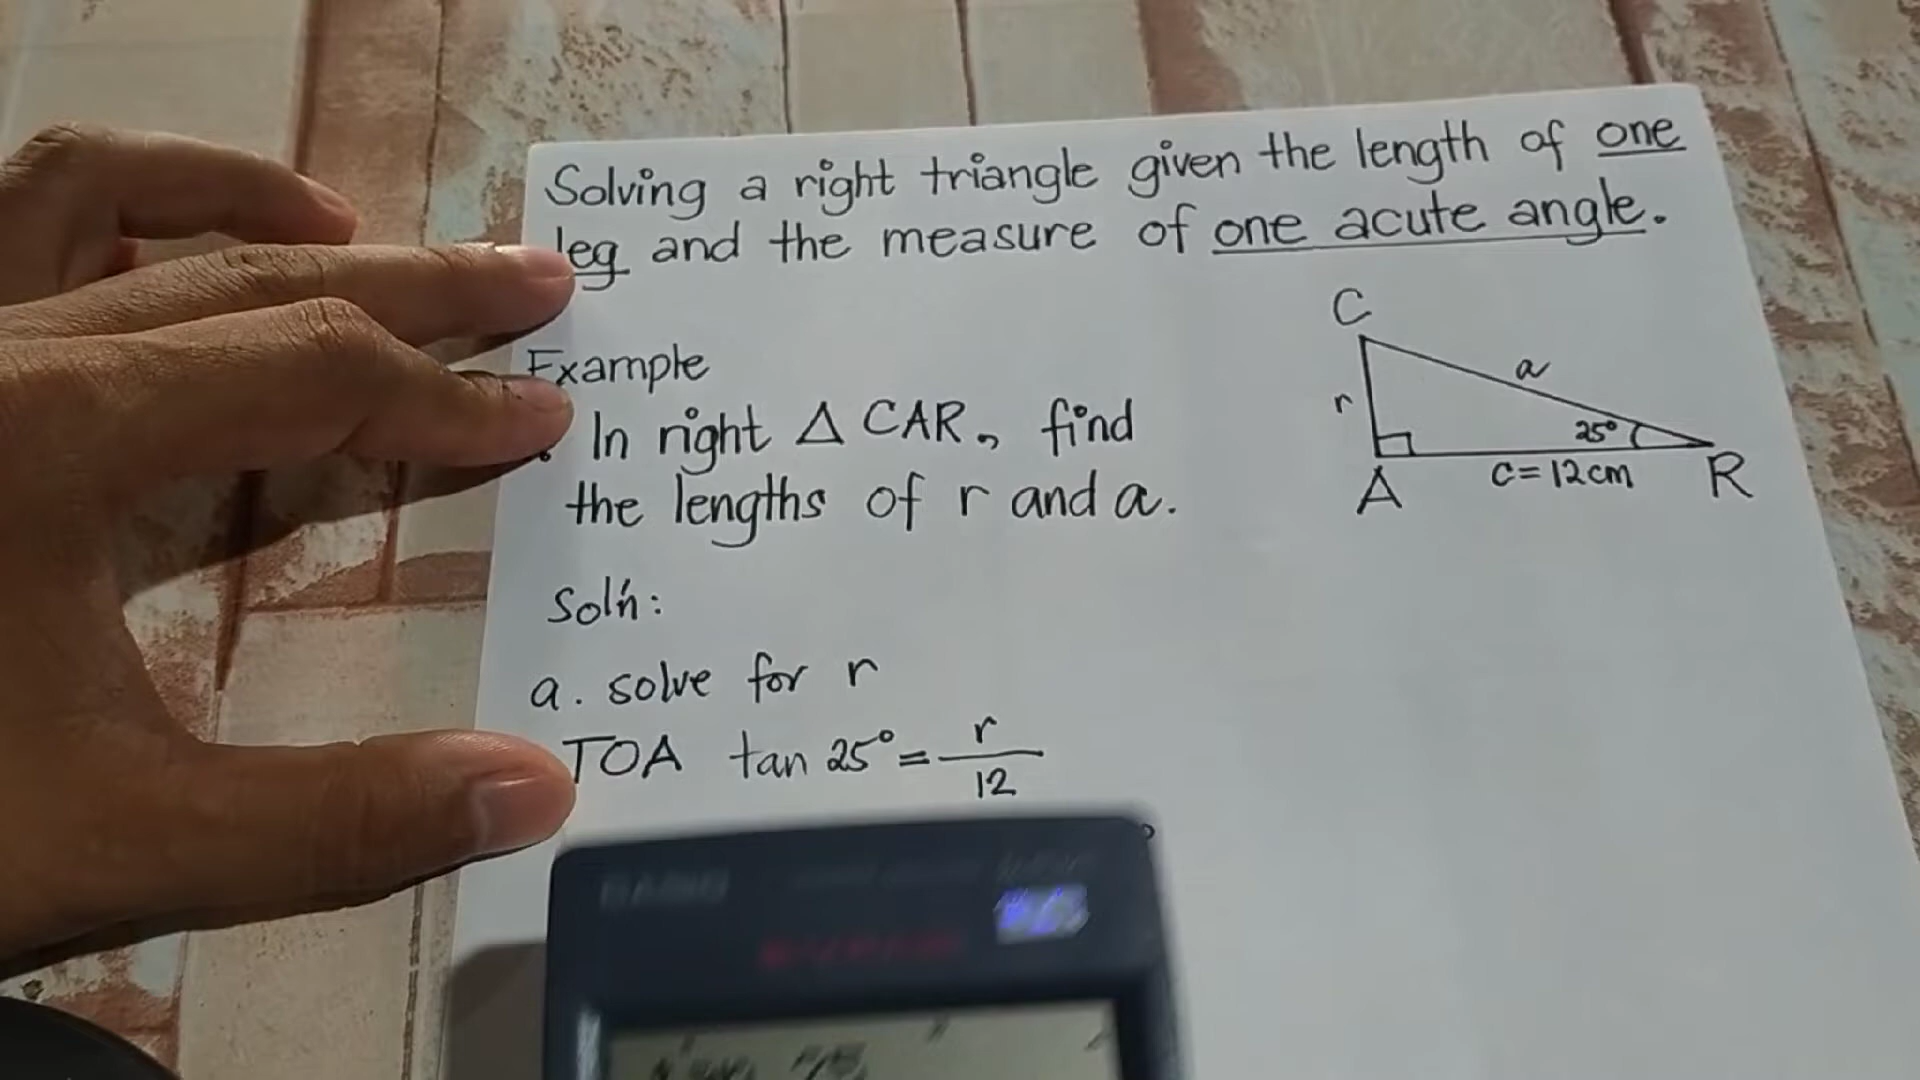 Solving a right triangle given the length of one
leg and the measure of one acute angle.
Example
In right △ CAR, find
the lengths of r and a.
C
a
r
25°
A
c=12cm
R
Sol'n:
a. solve for r
TOA tan 25° = r/12
CASIO